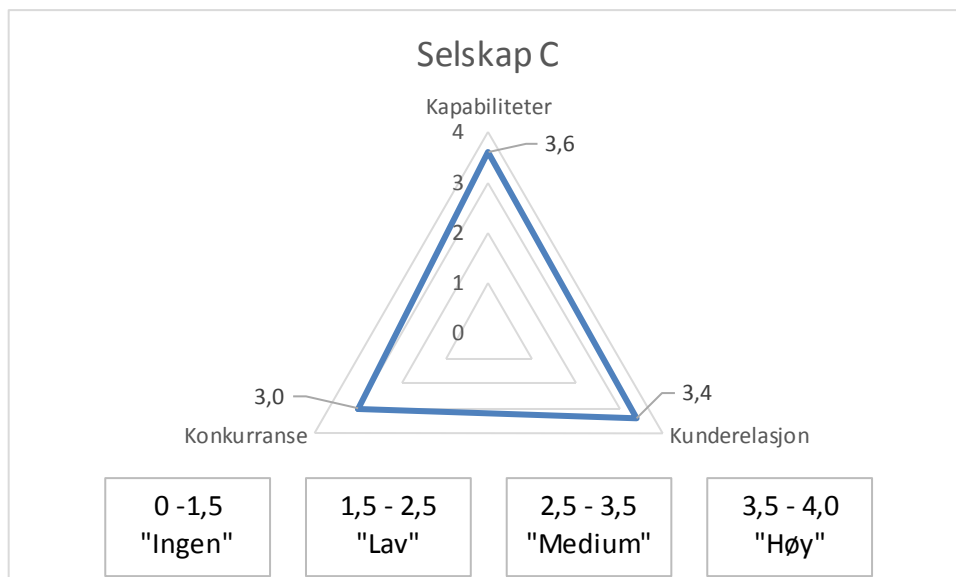 Selskap C
Kapabiliteter
4
3,6
3
2
1
0
3,0
3,4
Konkurranse
Kunderelasjon
0 -1,5
"Ingen"
1,5 - 2,5
"Lav"
2,5 - 3,5
"Medium"
3,5 - 4,0
"Høy"